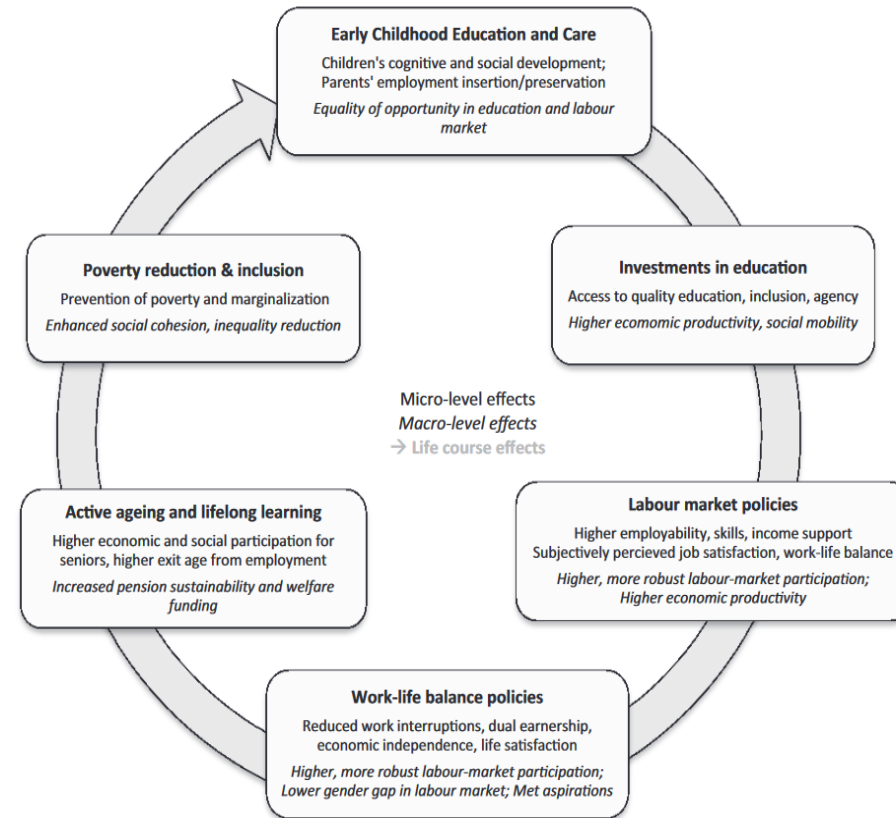 Early Childhood Education and Care
Children's cognitive and social development;
Parents' employment insertion/preservation
Equality of opportunity in education and labour
market
Investments in education
Access to quality education, inclusion, agency
Higher ecomomic productivity, social mobility
Labour market policies
Higher employability, skills, income support
Subjectively percieved job satisfaction, work-life balance
Higher, more robust labour-market participation;
Higher economic productivity
Work-life balance policies
Reduced work interruptions, dual earnership,
economic independence, life satisfaction
Higher, more robust labour-market participation;
Lower gender gap in labour market; Met aspirations
Active ageing and lifelong learning
Higher economic and social participation for
seniors, higher exit age from employment
Increased pension sustainability and welfare
funding
Poverty reduction & inclusion
Prevention of poverty and marginalization
Enhanced social cohesion, inequality reduction
Micro-level effects
Macro-level effects
→ Life course effects